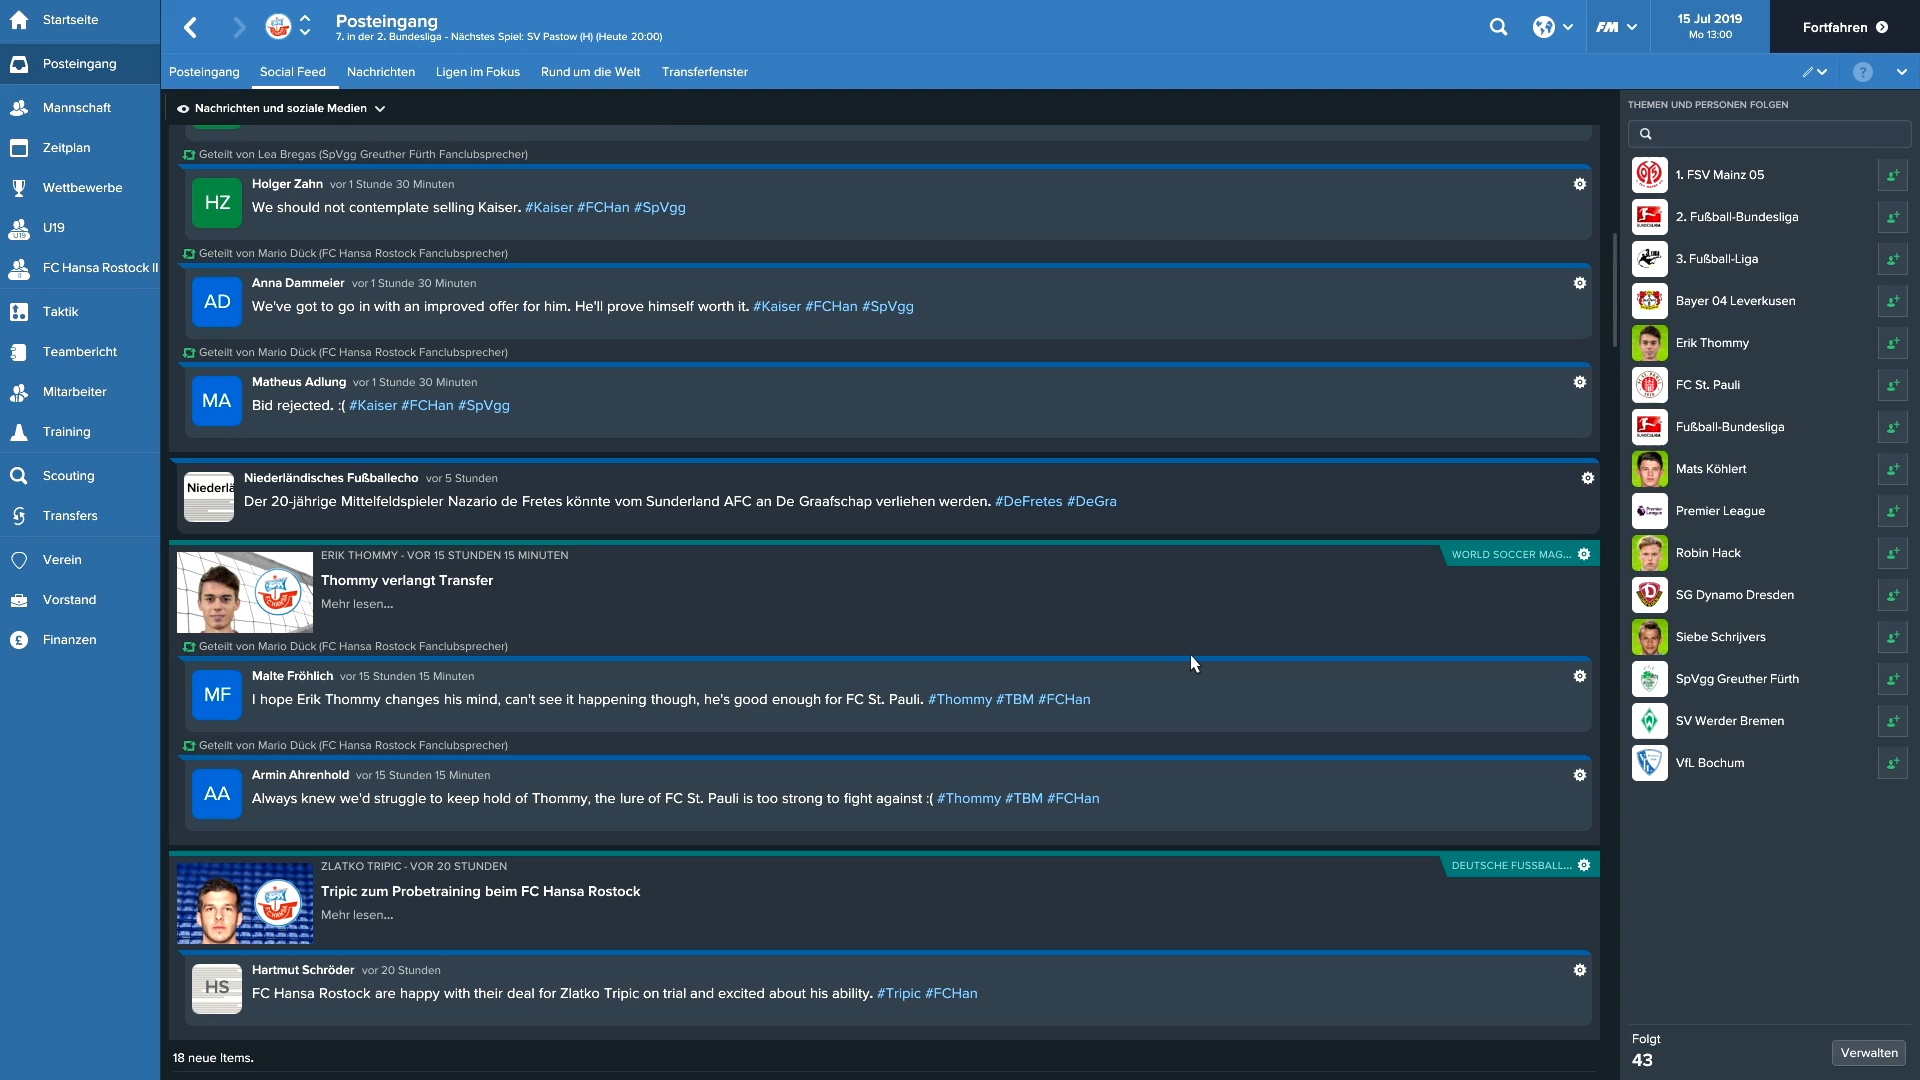 Startseite
Posteingang
Mannschaft
Zeitplan
Wettbewerbe
U19
FC Hansa Rostock II
Taktik
Teambericht
Mitarbeiter
Training
Scouting
Transfers
Verein
Vorstand
Finanzen
Posteingang
7. in der 2. Bundesliga - Nächstes Spiel: SV Pastow (H) (Heute 20:00)
FM
15 Jul 2019
Mo 13:00
Fortfahren
Posteingang Social Feed Nachrichten Ligen im Fokus Rund um die Welt Transferfenster
Nachrichten und soziale Medien
Geteilt von Lea Bregas (SpVgg Greuther Fürth Fanclubsprecher)
HZ
Holger Zahn vor 1 Stunde 30 Minuten
We should not contemplate selling Kaiser. #Kaiser #FCHan #SpVgg
Geteilt von Mario Dück (FC Hansa Rostock Fanclubsprecher)
AD
Anna Dammeier vor 1 Stunde 30 Minuten
We've got to go in with an improved offer for him. He'll prove himself worth it. #Kaiser #FCHan #SpVgg
Geteilt von Mario Dück (FC Hansa Rostock Fanclubsprecher)
MA
Matheus Adlung vor 1 Stunde 30 Minuten
Bid rejected. :( #Kaiser #FCHan #SpVgg
Niederlä
Niederländisches Fußballecho vor 5 Stunden
Der 20-jährige Mittelfeldspieler Nazario de Fretes könnte vom Sunderland AFC an De Graafschap verliehen werden. #DeFretes #DeGra
ERIK THOMMY - VOR 15 STUNDEN 15 MINUTEN
WORLD SOCCER MAG...
Thommy verlangt Transfer
Mehr lesen...
Geteilt von Mario Dück (FC Hansa Rostock Fanclubsprecher)
MF
Malte Fröhlich vor 15 Stunden 15 Minuten
I hope Erik Thommy changes his mind, can't see it happening though, he's good enough for FC St. Pauli. #Thommy #TBM #FCHan
Geteilt von Mario Dück (FC Hansa Rostock Fanclubsprecher)
AA
Armin Ahrenhold vor 15 Stunden 15 Minuten
Always knew we'd struggle to keep hold of Thommy, the lure of FC St. Pauli is too strong to fight against :( #Thommy #TBM #FCHan
ZLATKO TRIPIC - VOR 20 STUNDEN
DEUTSCHE FUSSBALL...
Tripic zum Probetraining beim FC Hansa Rostock
Mehr lesen...
HS
Hartmut Schröder vor 20 Stunden
FC Hansa Rostock are happy with their deal for Zlatko Tripic on trial and excited about his ability. #Tripic #FCHan
18 neue Items.
THEMEN UND PERSONEN FOLGEN
1. FSV Mainz 05
2. Fußball-Bundesliga
3. Fußball-Liga
Bayer 04 Leverkusen
Erik Thommy
FC St. Pauli
Fußball-Bundesliga
Mats Köhlert
Premier League
Robin Hack
SG Dynamo Dresden
Siebe Schrijvers
SpVgg Greuther Fürth
SV Werder Bremen
VfL Bochum
Folgt
43
Verwalten